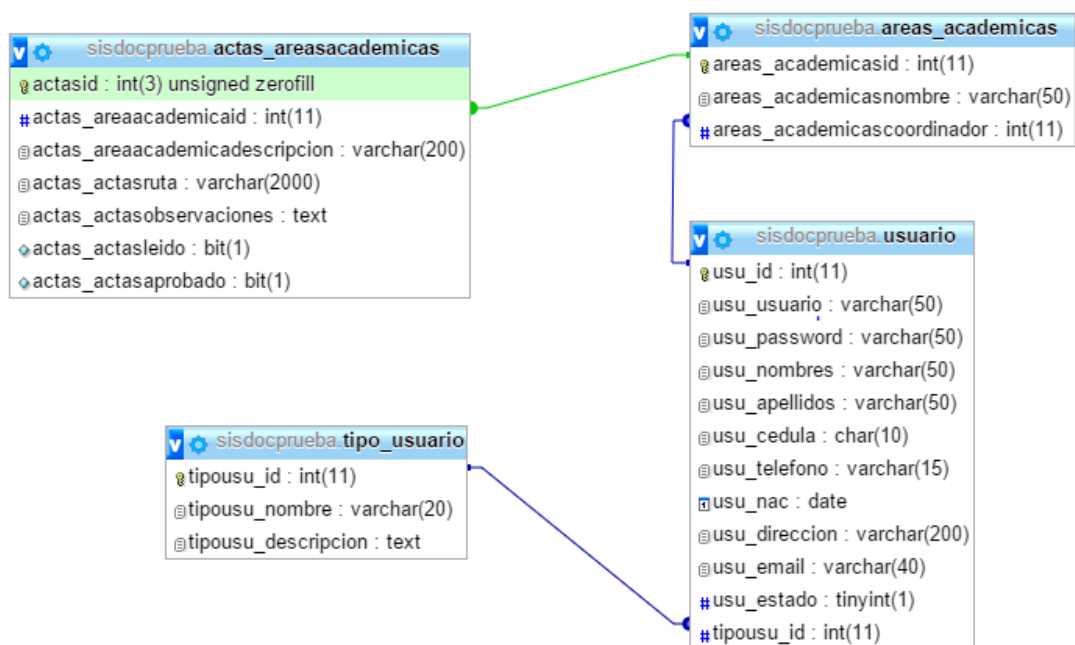 v sisdocprueba.actas_areasacademicas
actasid : int(3) unsigned zerofill
# actas_areaacademicaid : int(11)
actas_areaacademicadescripcion : varchar(200)
actas_actasruta : varchar(2000)
actas_actasobservaciones : text
actas_actasleido : bit(1)
actas_actasaprobado : bit(1)
v sisdocprueba.areas_academicas
areas_academicasid : int(11)
areas_academicasnombre : varchar(50)
# areas_academicascoordinador : int(11)
v sisdocprueba.usuario
usu_id : int(11)
usu_usuario : varchar(50)
usu_password : varchar(50)
usu_nombres : varchar(50)
usu_apellidos : varchar(50)
usu_cedula : char(10)
usu_telefono : varchar(15)
usu_nac : date
usu_direccion : varchar(200)
usu_email : varchar(40)
# usu_estado : tinyint(1)
# tipousu_id : int(11)
v sisdocprueba.tipo_usuario
tipousu_id : int(11)
tipousu_nombre : varchar(20)
tipousu_descripcion : text